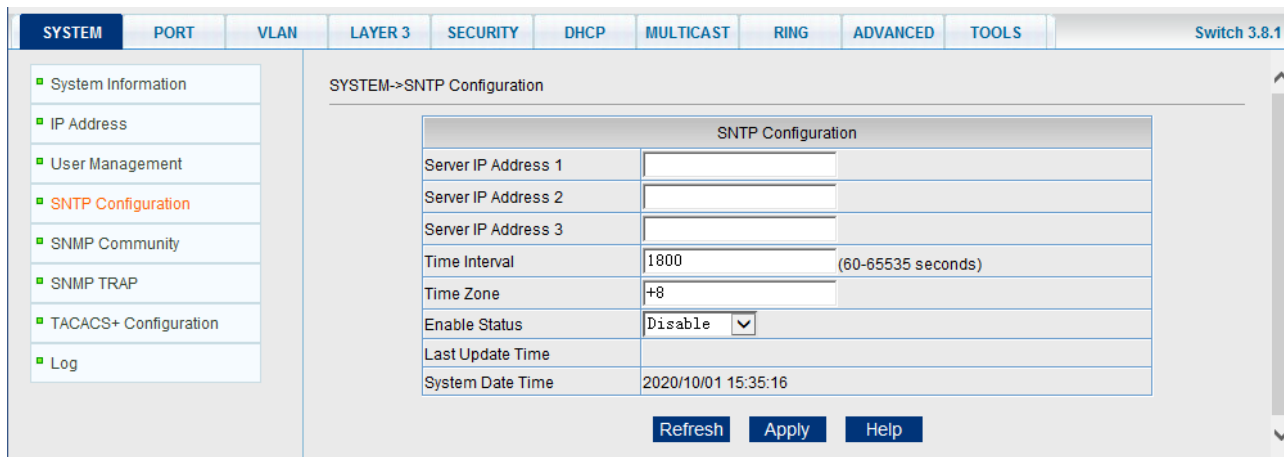 SYSTEM PORT VLAN LAYER 3 SECURITY DHCP MULTICAST RING ADVANCED TOOLS Switch 3.8.1
System Information
IP Address
User Management
SNTP Configuration
SNMP Community
SNMP TRAP
TACACS+ Configuration
Log
SYSTEM->SNTP Configuration
SNTP Configuration
Server IP Address 1
Server IP Address 2
Server IP Address 3
Time Interval 1800 (60-65535 seconds)
Time Zone +8
Enable Status Disable
Last Update Time
System Date Time 2020/10/01 15:35:16
Refresh Apply Help